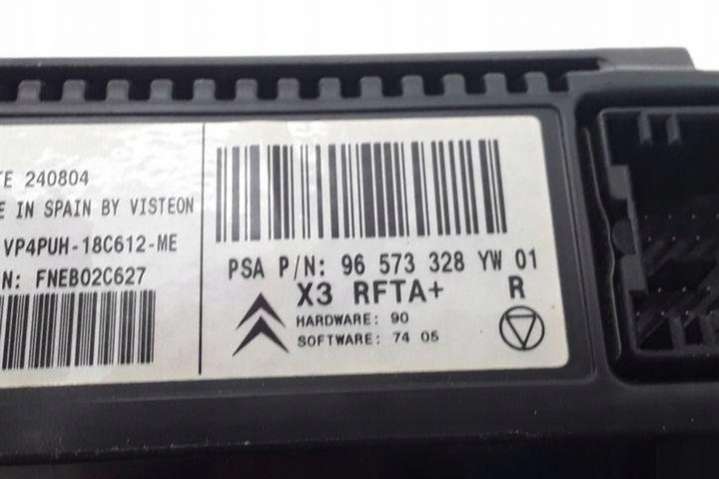 TE 240804
E IN SPAIN BY VISTEON
VP4PUH-18C612-ME
N: FNEB02C627
PSA P/N: 96 573 328 YW 01
X3 RFTA+ R
HARDWARE: 90
SOFTWARE: 74 05